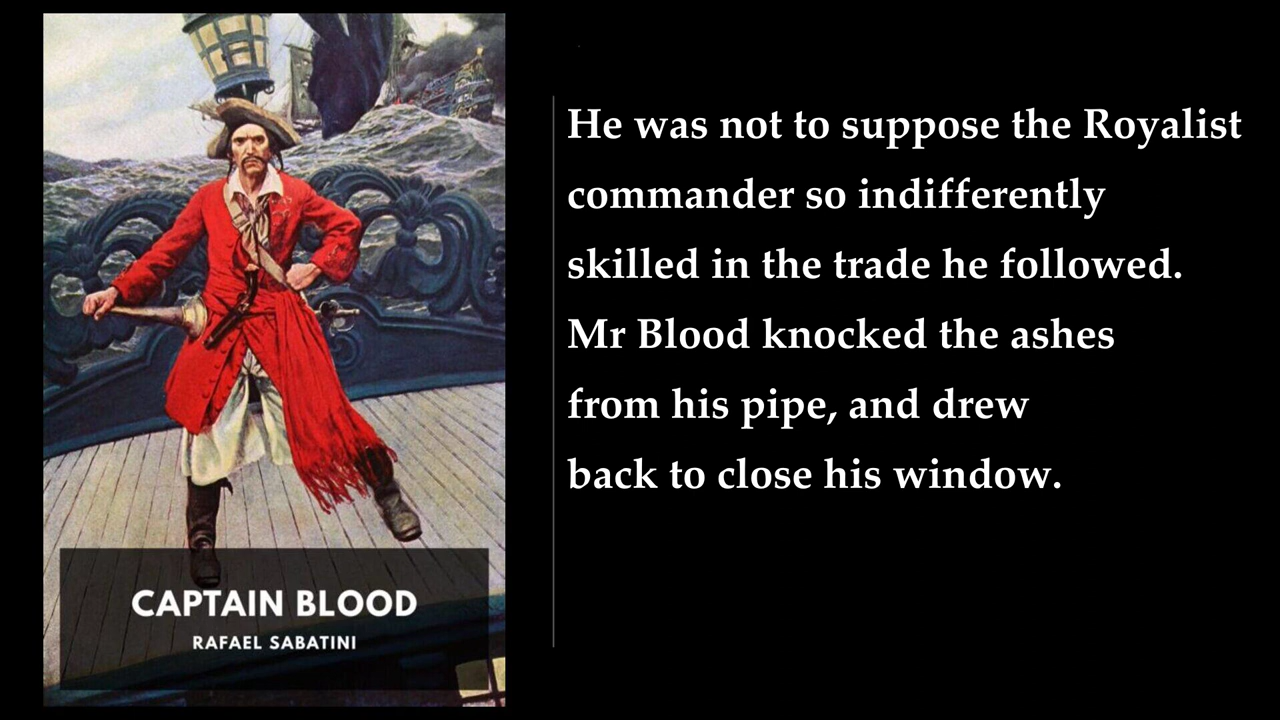 He was not to suppose the Royalist
commander so indifferently
skilled in the trade he followed.
Mr Blood knocked the ashes
from his pipe, and drew
back to close his window.
CAPTAIN BLOOD
RAFAEL SABATINI